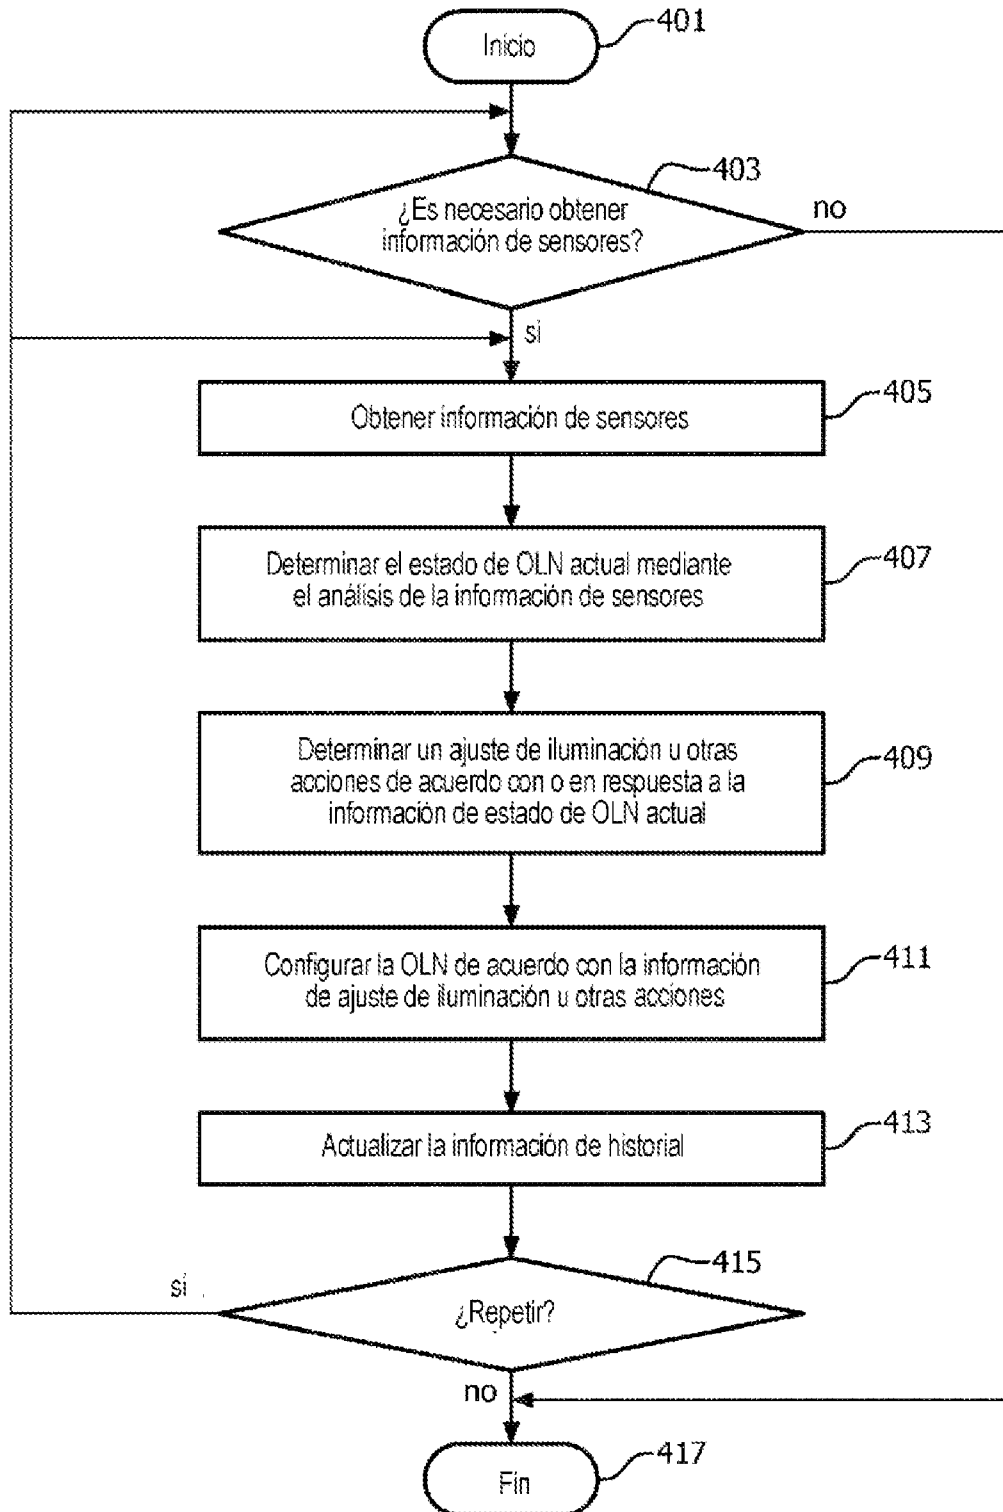 Inicio
401
403
¿Es necesario obtener
información de sensores?
no
si
405
Obtener información de sensores
407
Determinar el estado de OLN actual mediante
el análisis de la información de sensores
409
Determinar un ajuste de iluminación u otras
acciones de acuerdo con o en respuesta a la
información de estado de OLN actual
411
Configurar la OLN de acuerdo con la información
de ajuste de iluminación u otras acciones
413
Actualizar la información de historial
415
si
¿Repetir?
no
417
Fin